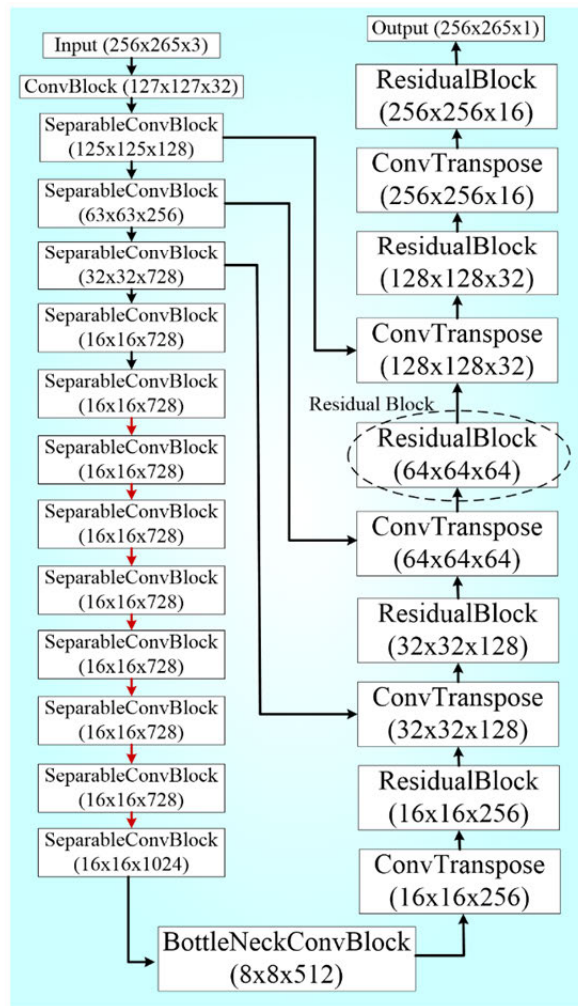 Input (256x265x3)
ConvBlock (127x127x32)
SeparableConvBlock
(125x125x128)
SeparableConvBlock
(63x63x256)
SeparableConvBlock
(32x32x728)
SeparableConvBlock
(16x16x728)
SeparableConvBlock
(16x16x728)
SeparableConvBlock
(16x16x728)
SeparableConvBlock
(16x16x728)
SeparableConvBlock
(16x16x728)
SeparableConvBlock
(16x16x728)
SeparableConvBlock
(16x16x728)
SeparableConvBlock
(16x16x728)
SeparableConvBlock
(16x16x1024)
BottleNeckConvBlock
(8x8x512)
Output (256x265x1)
ResidualBlock
(256x256x16)
ConvTranspose
(256x256x16)
ResidualBlock
(128x128x32)
ConvTranspose
(128x128x32)
Residual Block
ResidualBlock
(64x64x64)
ConvTranspose
(64x64x64)
ResidualBlock
(32x32x128)
ConvTranspose
(32x32x128)
ResidualBlock
(16x16x256)
ConvTranspose
(16x16x256)